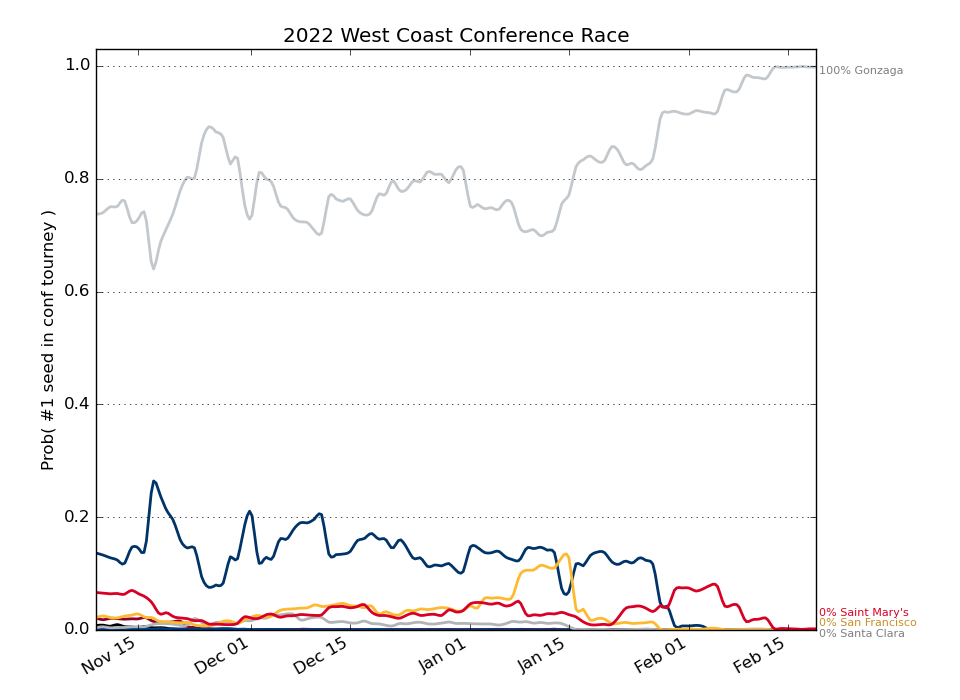 2022 West Coast Conference Race
1.0
100% Gonzaga
0.8
0.6
Prob( #1 seed in conf tourney )
0.4
0.2
0% Saint Mary's
0% San Francisco
0% Santa Clara
0.0
Nov 15
Dec 01
Dec 15
Jan 01
Jan 15
Feb 01
Feb 15